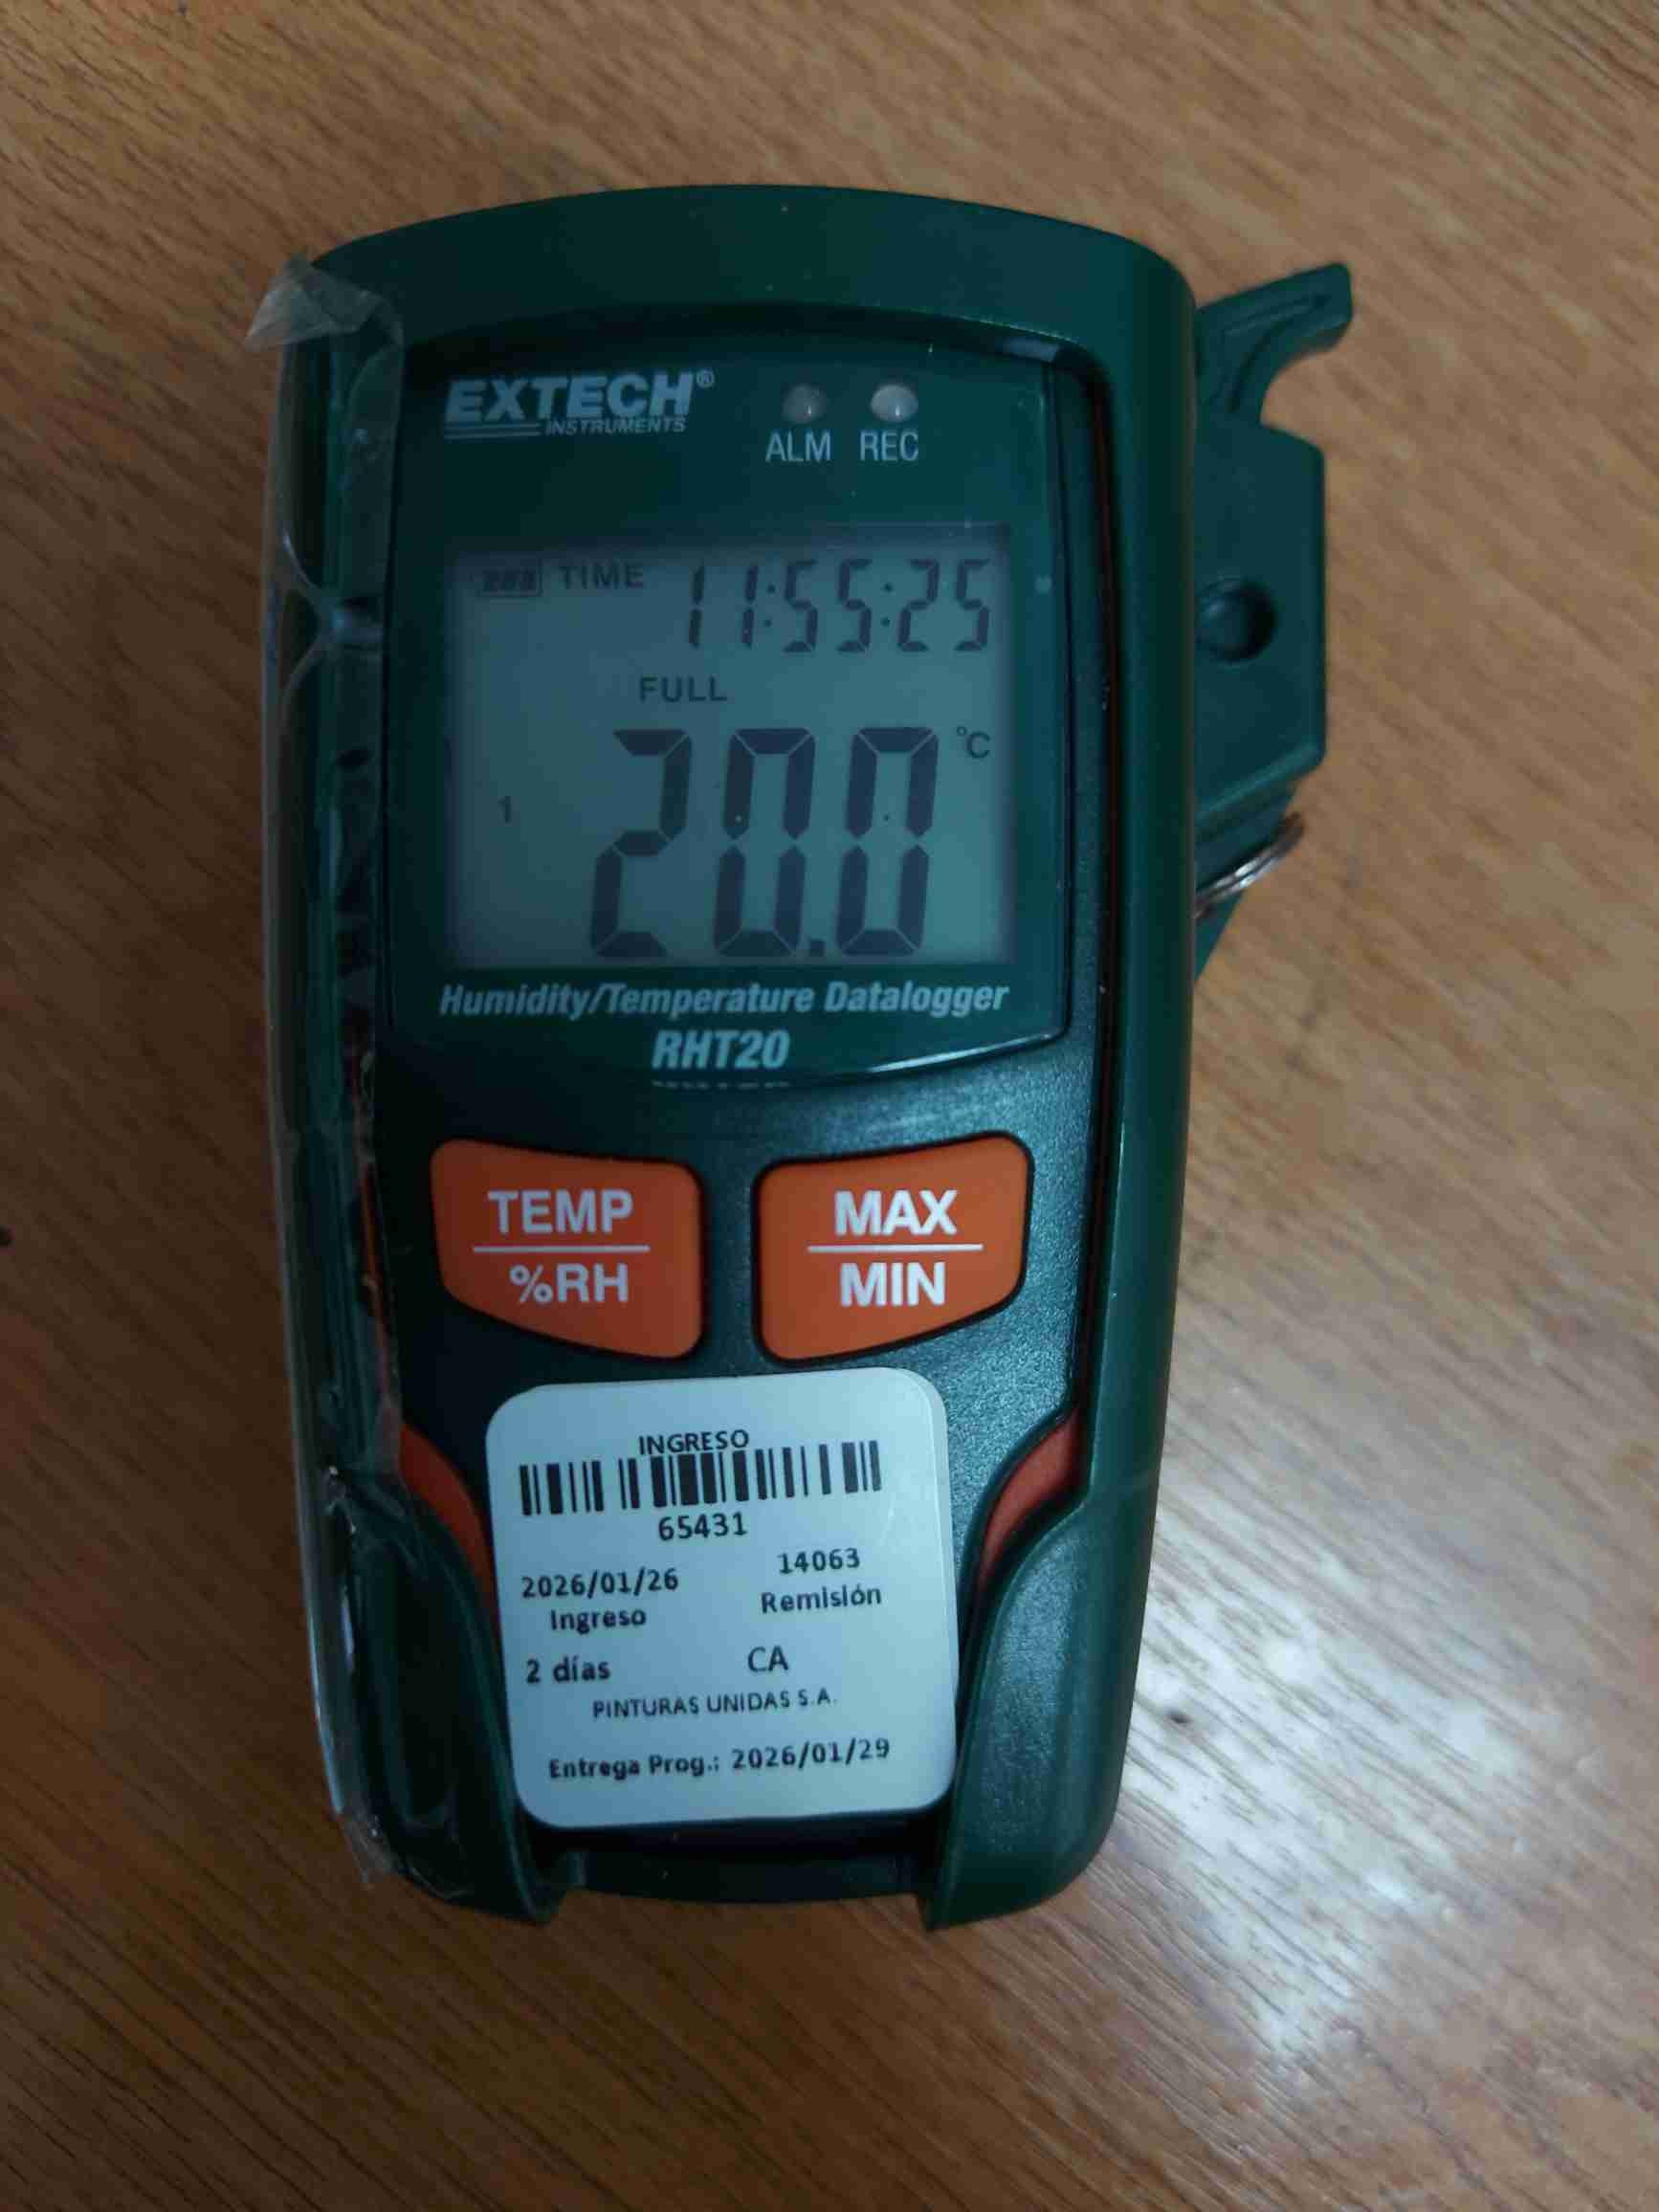 EXTECH®
INSTRUMENTS
ALM REC
TIME 11:55:25
FULL
1 20.0 °C
Humidity/Temperature Datalogger
RHT20
TEMP
%RH
MAX
MIN
INGRESO
65431
2026/01/26 14063
Ingreso Remisión
2 días CA
PINTURAS UNIDAS S.A.
Entrega Prog.: 2026/01/29